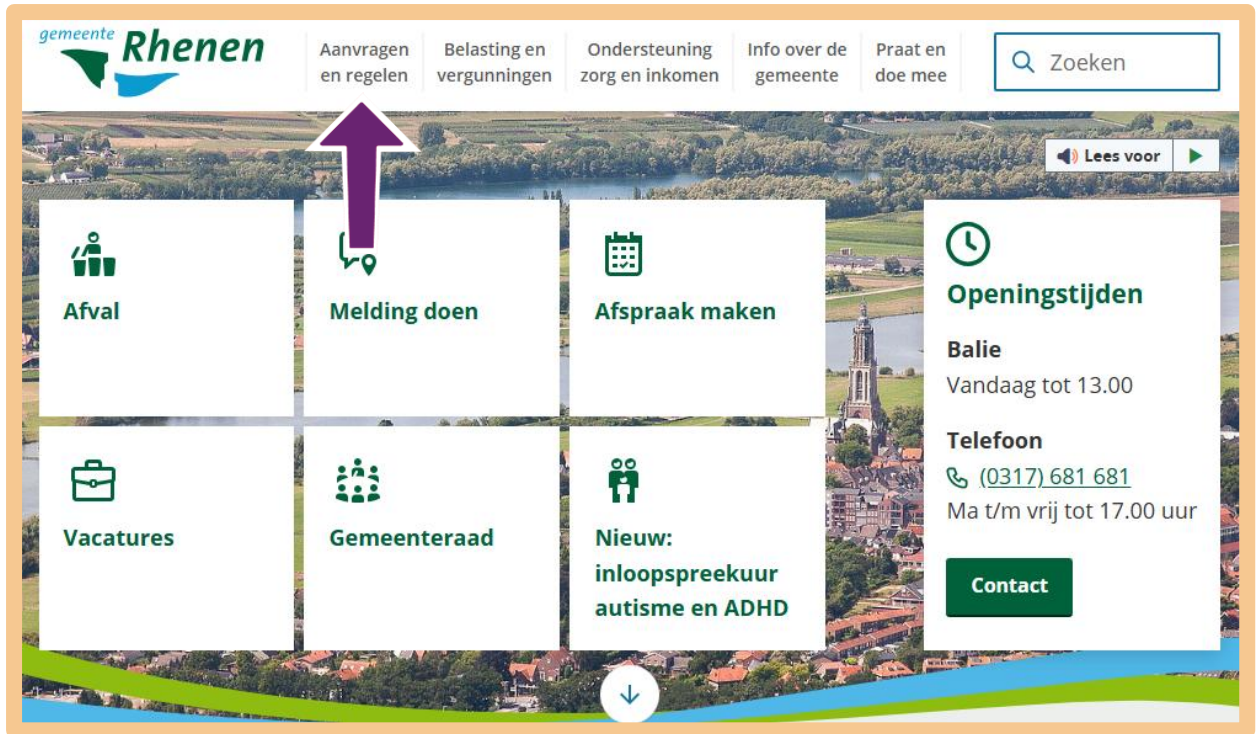 gemeente
Rhenen
Aanvragen
en regelen
Belasting en
vergunningen
Ondersteuning
zorg en inkomen
Info over de
gemeente
Praat en
doe mee
Zoeken
Lees voor
Afval
Melding doen
Afspraak maken
Vacatures
Gemeenteraad
Nieuw:
inloopspreekuur
autisme en ADHD
Openingstijden
Balie
Vandaag tot 13.00
Telefoon
(0317) 681 681
Ma t/m vrij tot 17.00 uur
Contact